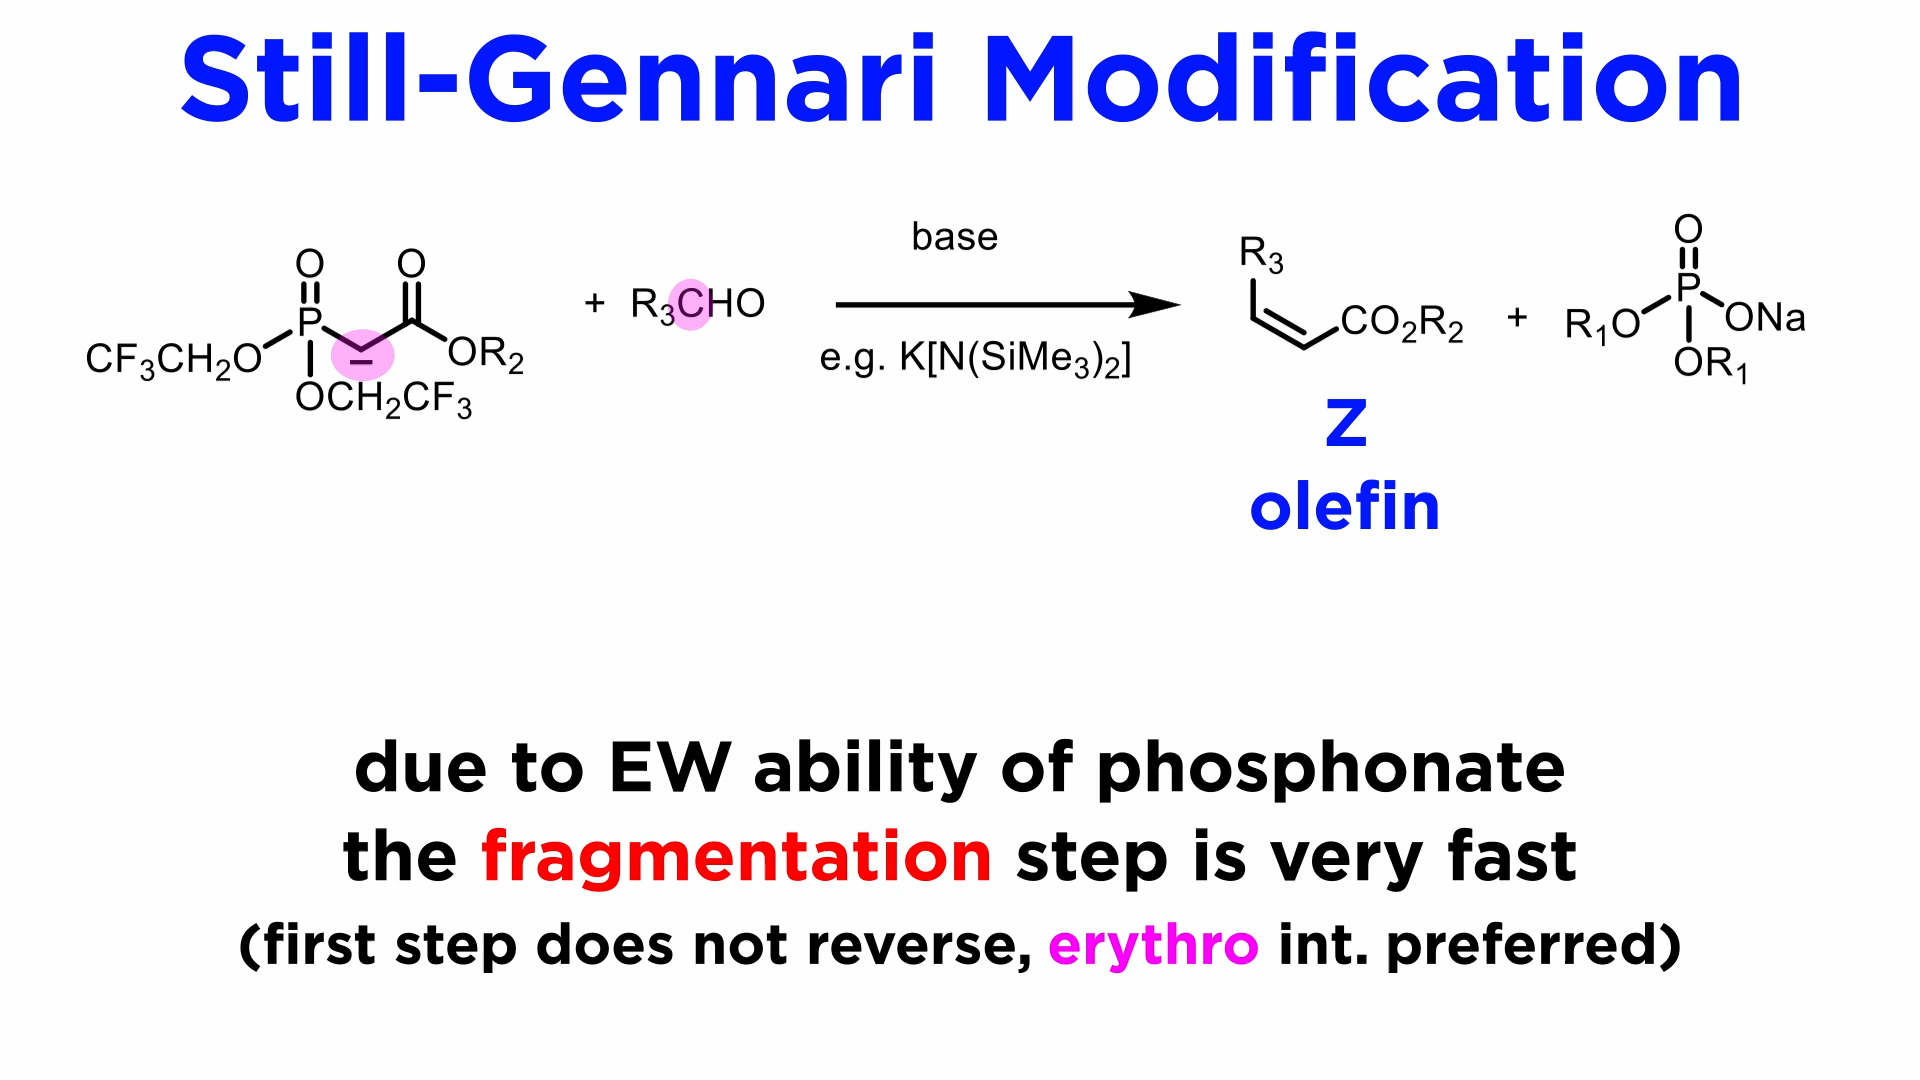 Still-Gennari Modification
O O
P
CF₃CH₂O – OR₂
OCH₂CF₃
+ R₃CHO
base
e.g. K[N(SiMe₃)₂]
R₃
CO₂R₂
+
O
P
R₁O ONa
OR₁
Z
olefin
due to EW ability of phosphonate
the fragmentation step is very fast
(first step does not reverse, erythro int. preferred)